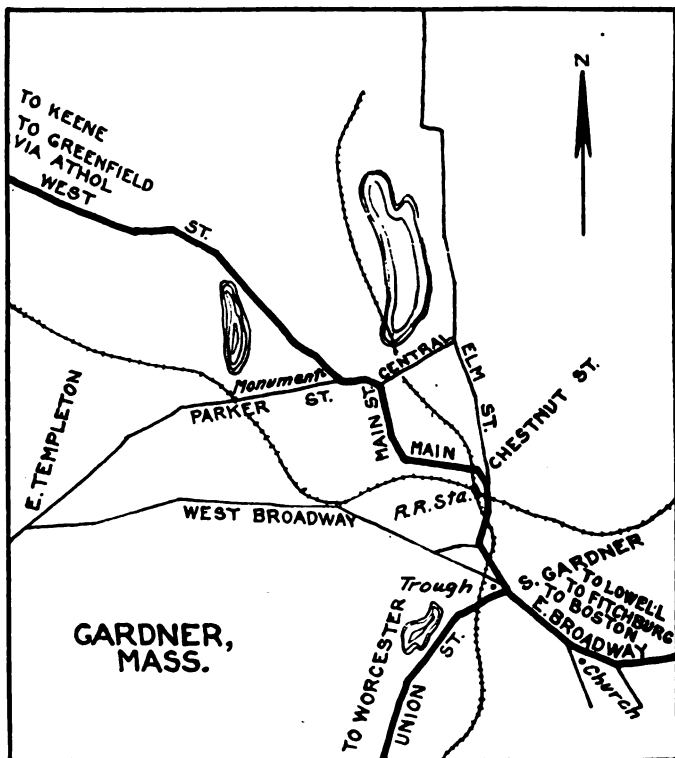 N
TO KEENE
TO GREENFIELD
VIA ATHOL
WEST
ST.
CENTRAL
Monument
PARKER
ST.
MAIN ST.
ELM
ST.
CHESTNUT ST.
MAIN
E. TEMPLETON
R.R. Sta.
WEST BROADWAY
S. GARDNER
TO LOWELL
TO FITCHBURG
TO BOSTON
E. BROADWAY
Trough
GARDNER,
MASS.
TO WORCESTER
UNION
ST.
Church